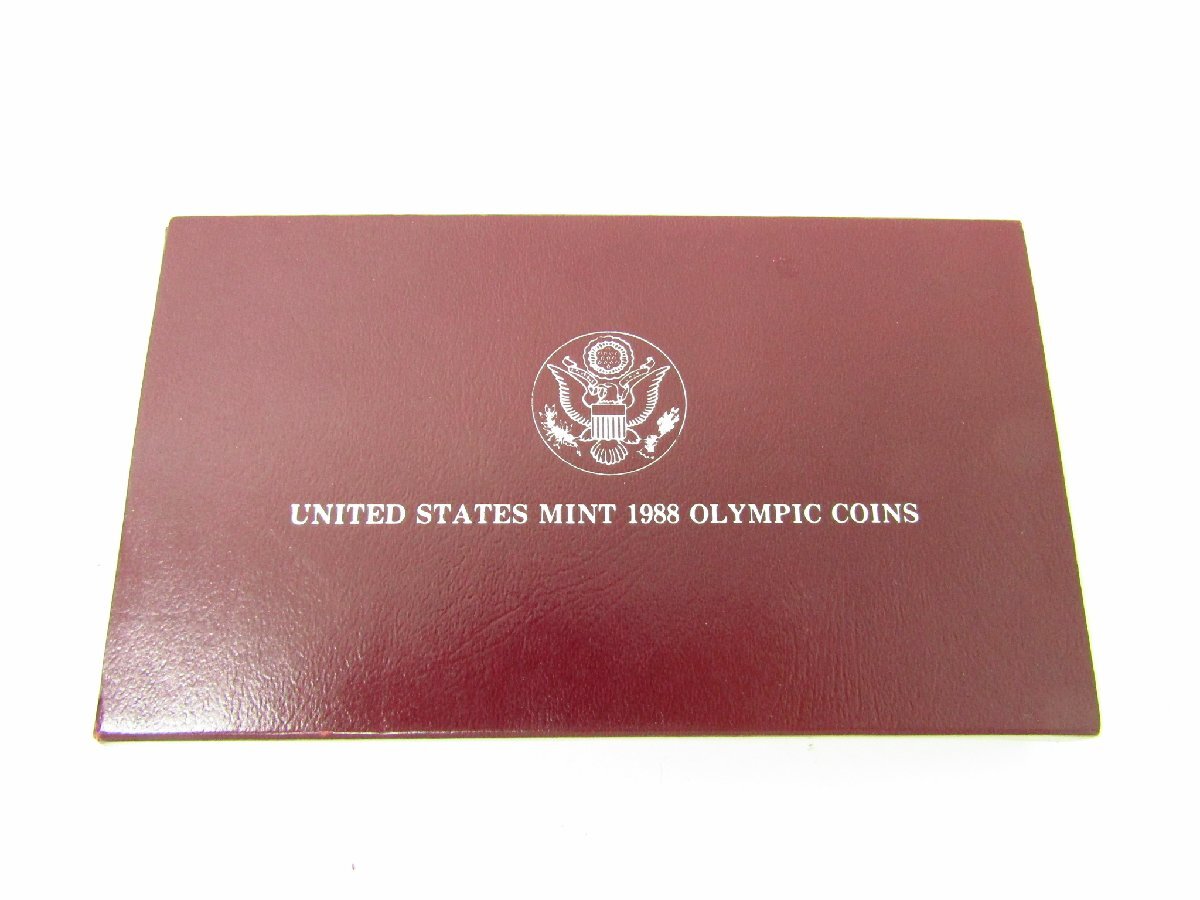 UNITED STATES MINT 1988 OLYMPIC COINS